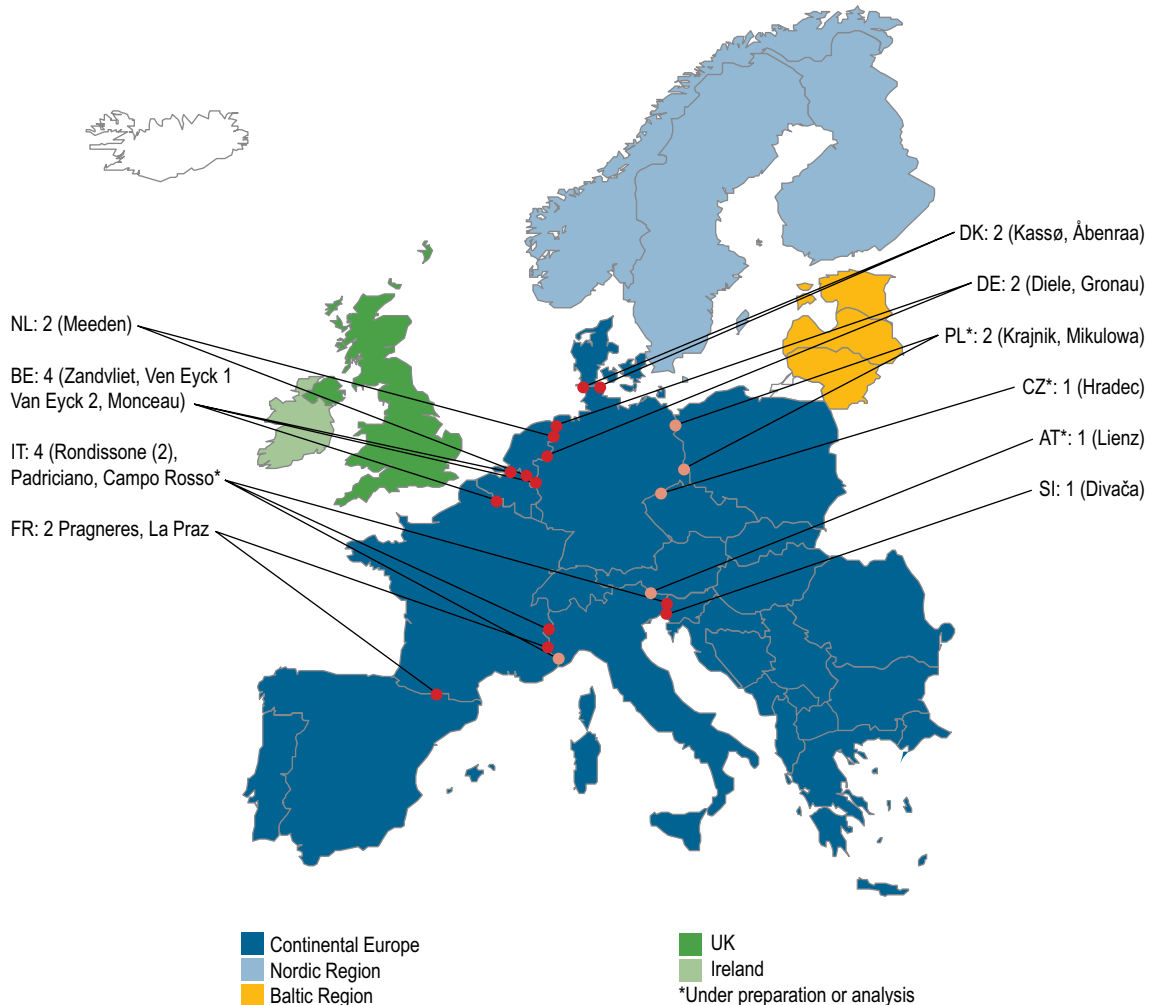 DK: 2 (Kassø, Åbenraa)
DE: 2 (Diele, Gronau)
NL: 2 (Meeden)
PL*: 2 (Krajnik, Mikulowa)
BE: 4 (Zandvliet, Ven Eyck 1
Van Eyck 2, Monceau)
CZ*: 1 (Hradec)
IT: 4 (Rondissone (2),
Padriciano, Campo Rosso*
AT*: 1 (Lienz)
SI: 1 (Divača)
FR: 2 Pragneres, La Praz
Continental Europe
Nordic Region
Baltic Region
UK
Ireland
*Under preparation or analysis